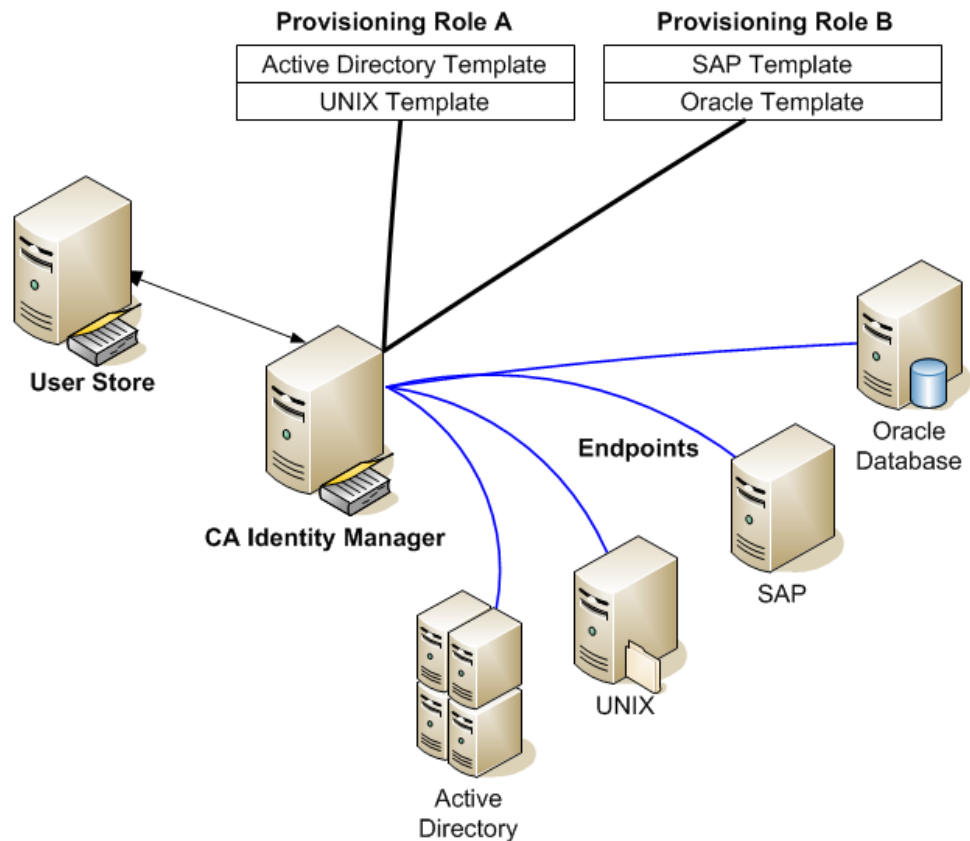 Provisioning Role A
Active Directory Template
UNIX Template
Provisioning Role B
SAP Template
Oracle Template
User Store
CA Identity Manager
Endpoints
Oracle
Database
SAP
UNIX
Active
Directory